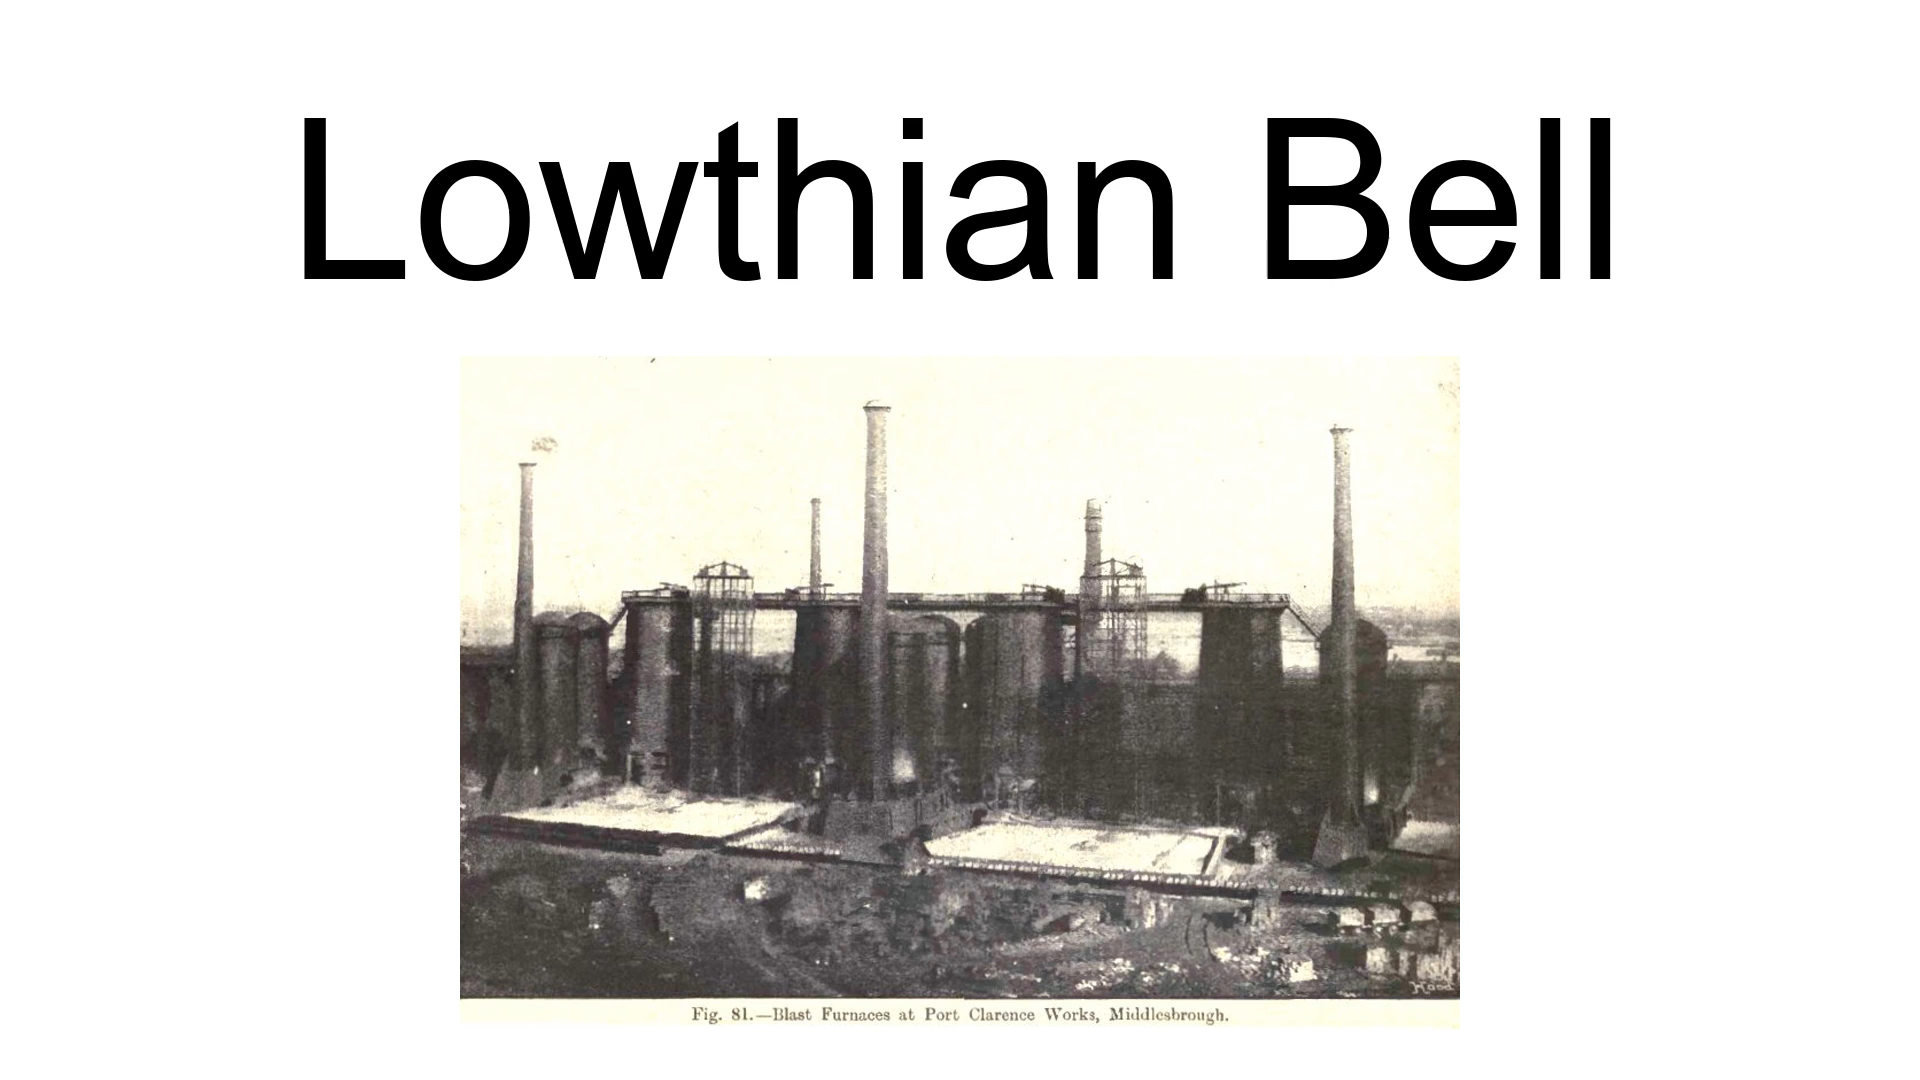 Lowthian Bell
Fig. 81.—Blast Furnaces at Port Clarence Works, Middlesbrough.